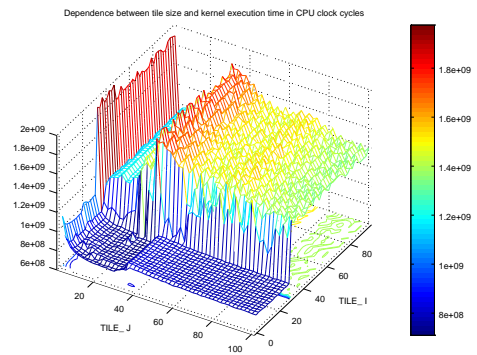 Dependence between tile size and kernel execution time in CPU clock cycles
2e+09
1.8e+09
1.6e+09
1.4e+09
1.2e+09
1e+09
8e+08
6e+08
20
40
60
80
100
TILE_ J
0
20
40
60
80
TILE_ I
1.8e+09
1.6e+09
1.4e+09
1.2e+09
1e+09
8e+08